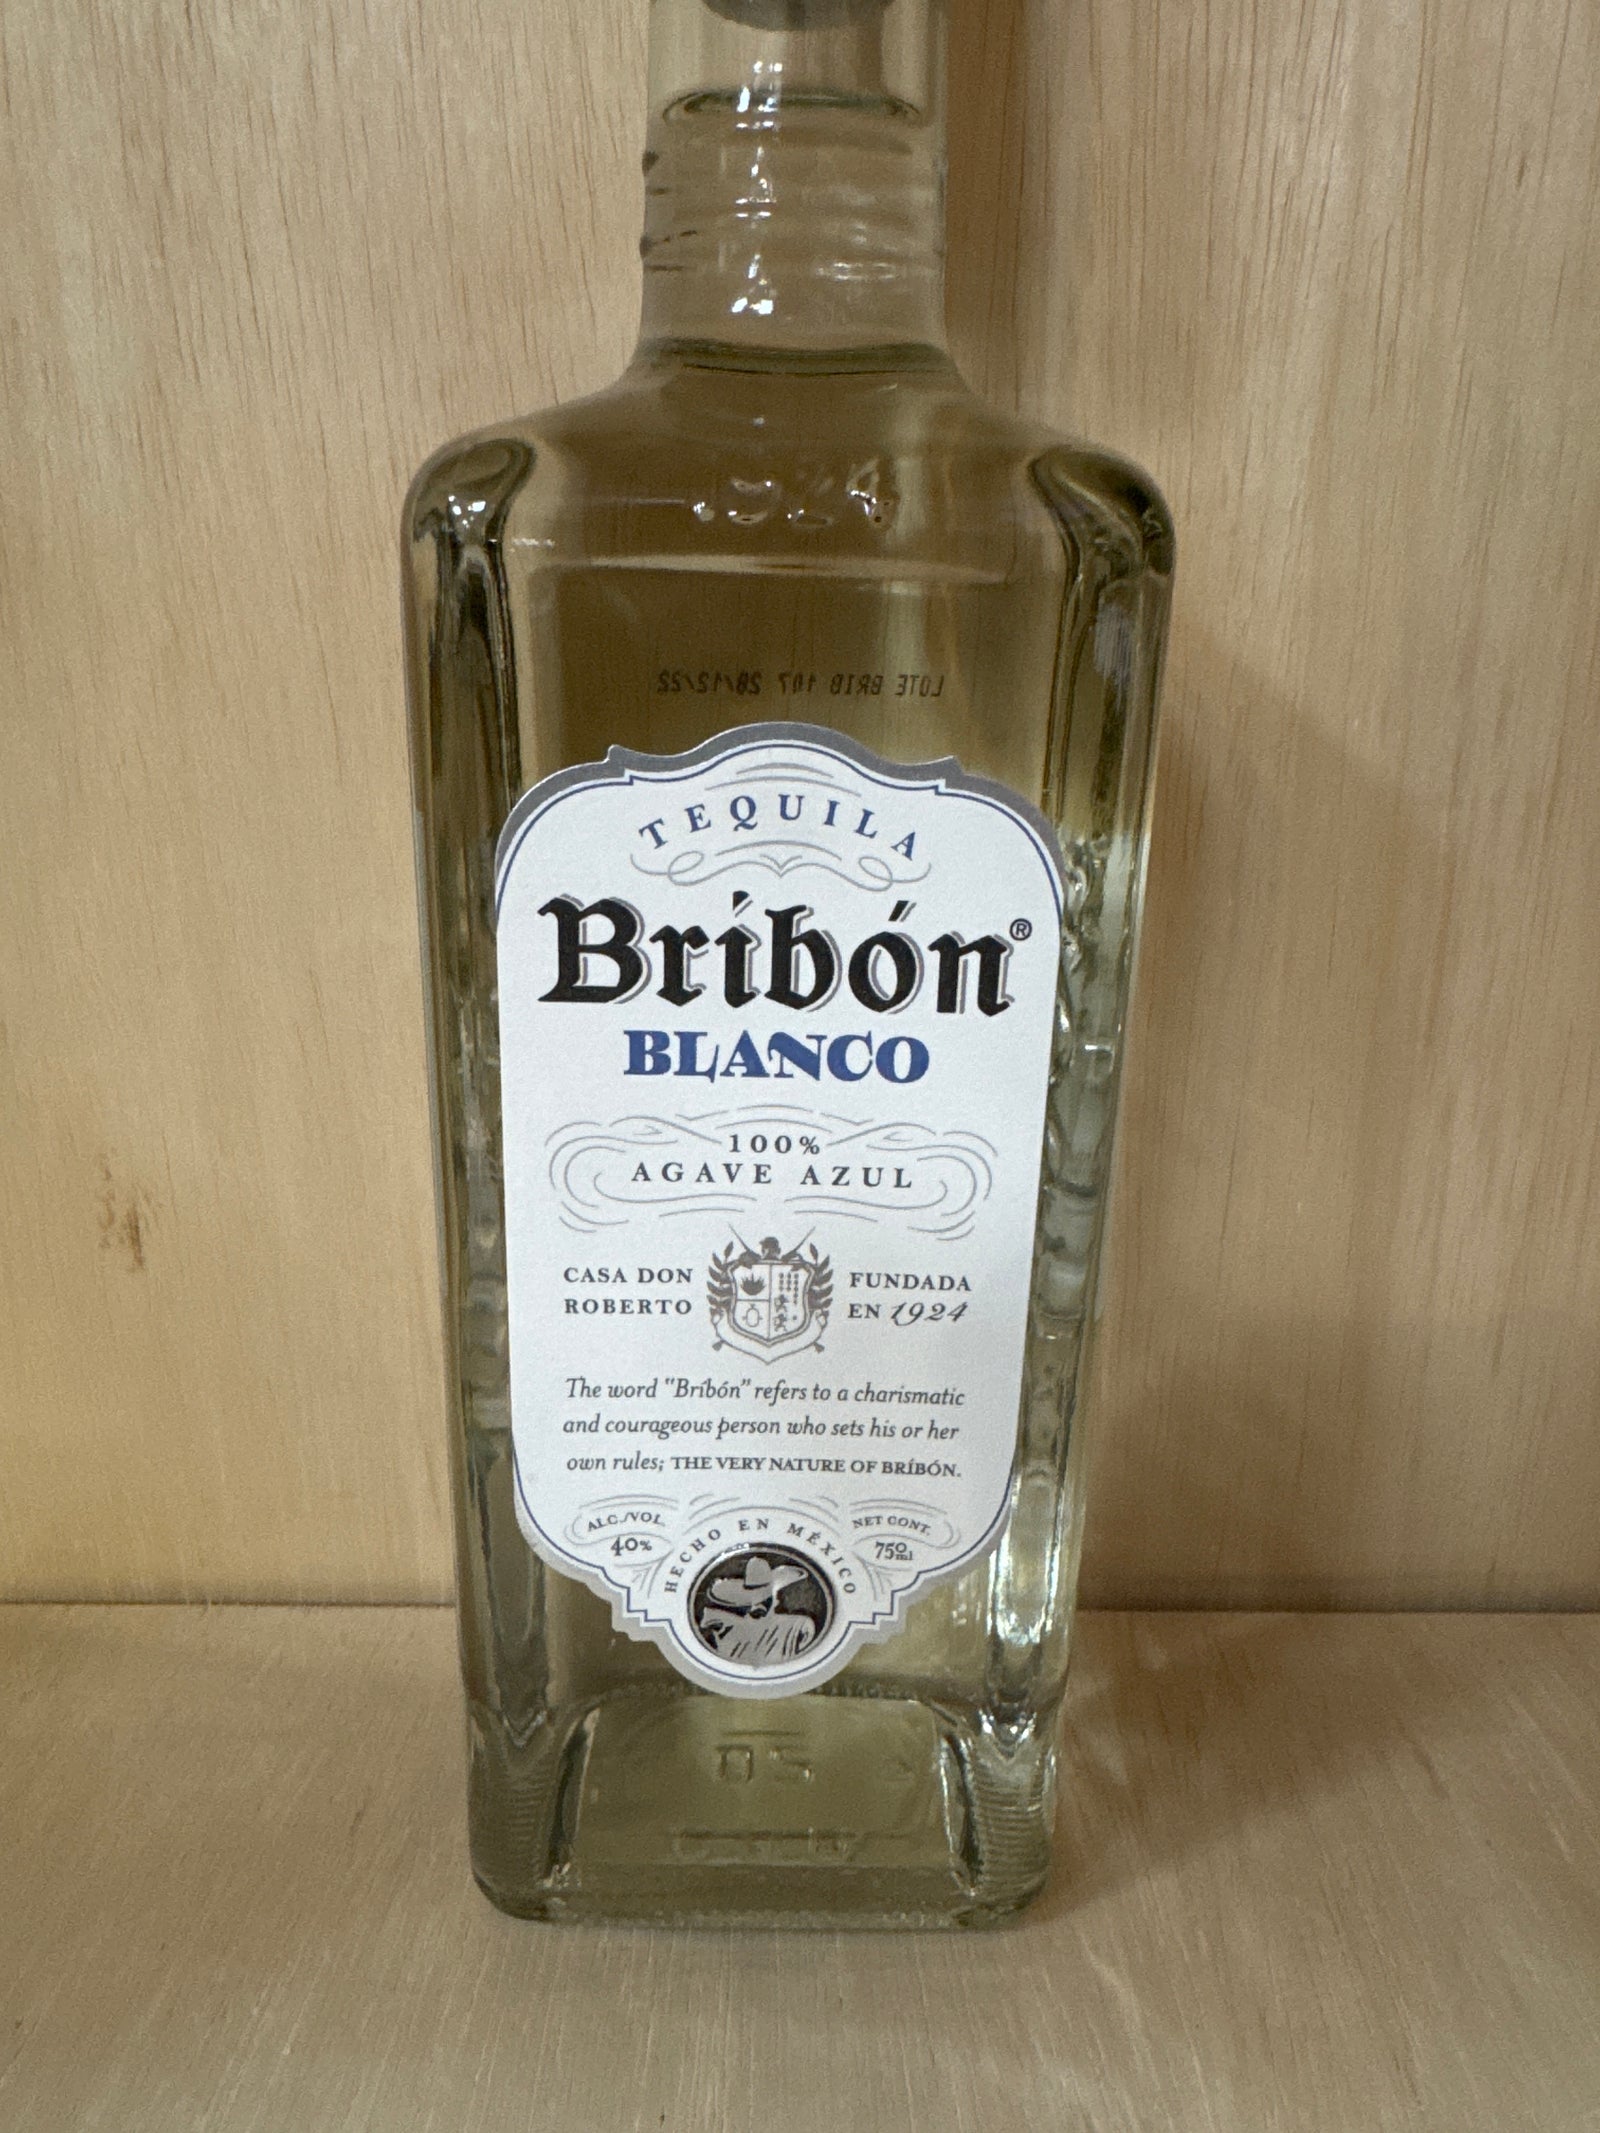 1924
LOTE BRIB 107 28/12/22
TEQUILA
Bribón®
BLANCO
100%
AGAVE AZUL
CASA DON
ROBERTO
FUNDADA
EN 1924
The word "Bribón" refers to a charismatic
and courageous person who sets his or her
own rules; THE VERY NATURE OF BRÍBÓN.
ALC./VOL.
40%
HECHO EN MÉXICO
NET CONT.
750ml